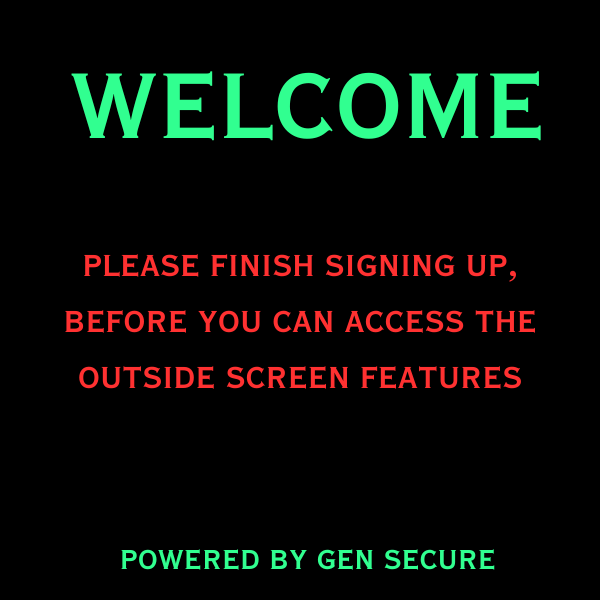 WELCOME
PLEASE FINISH SIGNING UP,
BEFORE YOU CAN ACCESS THE
OUTSIDE SCREEN FEATURES
POWERED BY GEN SECURE